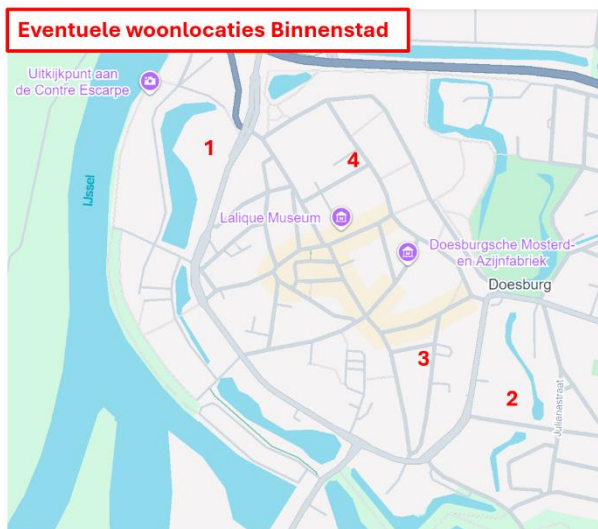 Eventuele woonlocaties Binnenstad
Uitkijkpunt aan
de Contre Escarpe
1
4
IJssel
Lalique Museum
Doesburgsche Mosterd-
en Azijnfabriek
Doesburg
3
2
Julianastraat